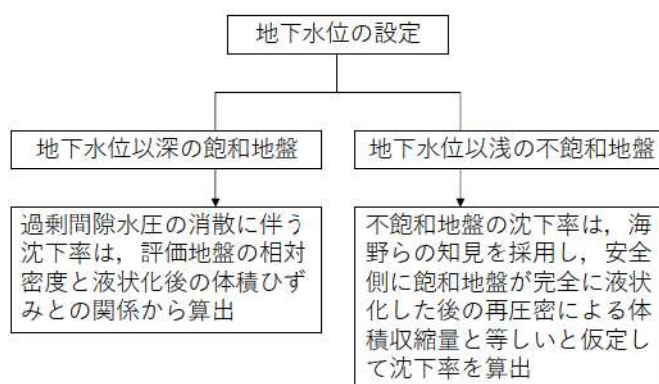 地下水位の設定
地下水位以深の飽和地盤
地下水位以浅の不飽和地盤
過剰間隙水圧の消散に伴う
沈下率は，評価地盤の相対
密度と液状化後の体積ひず
みとの関係から算出
不飽和地盤の沈下率は，海
野らの知見を採用し，安全
側に飽和地盤が完全に液状
化した後の再圧密による体
積収縮量と等しいと仮定し
て沈下率を算出